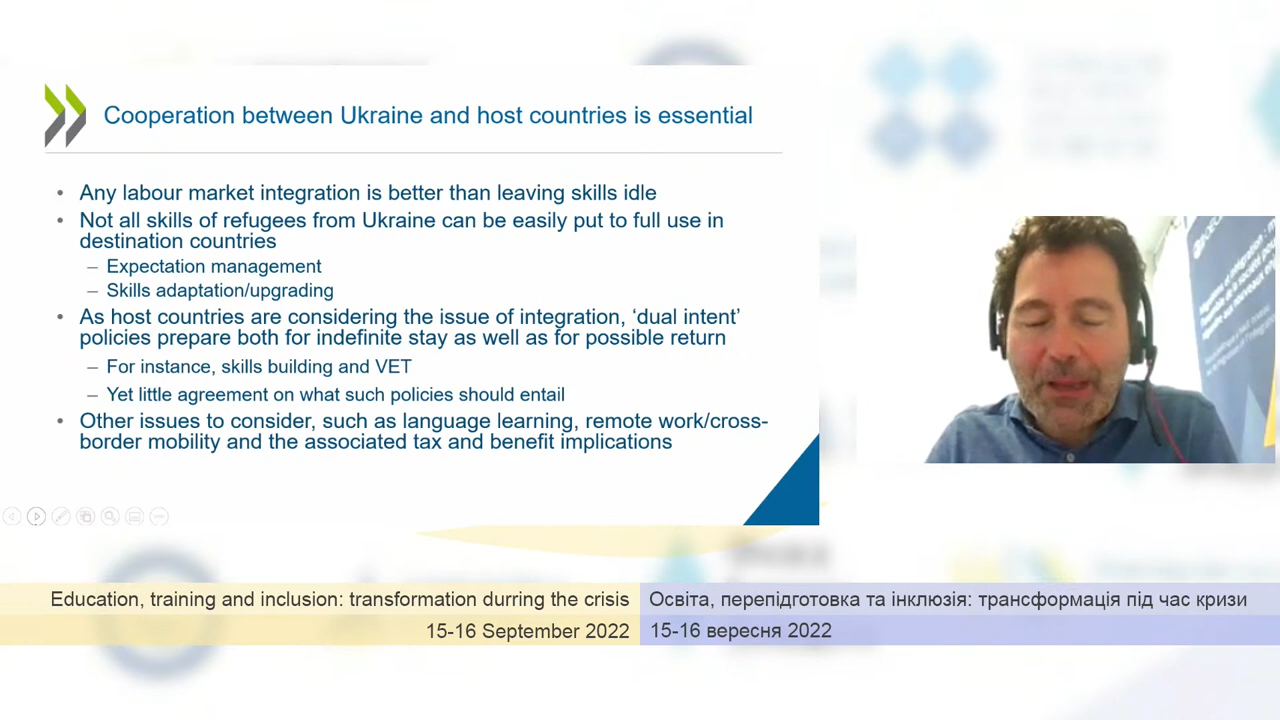 Cooperation between Ukraine and host countries is essential
• Any labour market integration is better than leaving skills idle
• Not all skills of refugees from Ukraine can be easily put to full use in
destination countries
– Expectation management
– Skills adaptation/upgrading
• As host countries are considering the issue of integration, ‘dual intent’
policies prepare both for indefinite stay as well as for possible return
– For instance, skills building and VET
– Yet little agreement on what such policies should entail
• Other issues to consider, such as language learning, remote work/cross-
border mobility and the associated tax and benefit implications
Education, training and inclusion: transformation durring the crisis
15-16 September 2022
Освіта, перепідготовка та інклюзія: трансформація під час кризи
15-16 вересня 2022